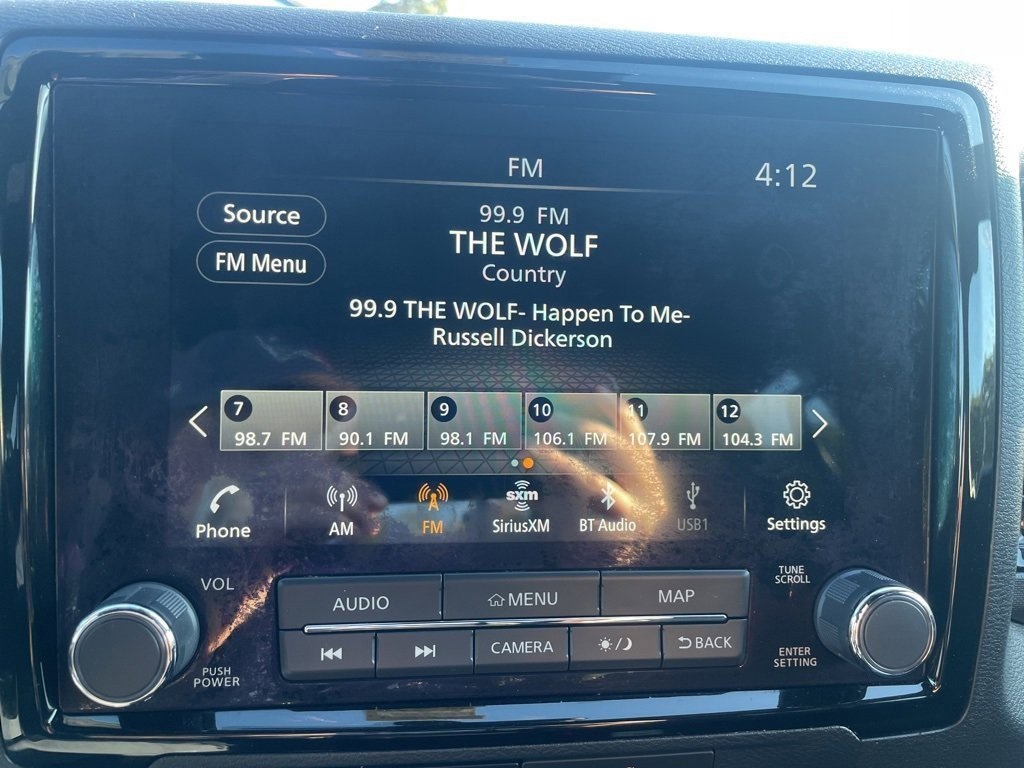 FM
4:12
Source
99.9 FM
THE WOLF
FM Menu
Country
99.9 THE WOLF- Happen To Me-
Russell Dickerson
7 8 9 10 11 12
98.7 FM 90.1 FM 98.1 FM 106.1 FM 107.9 FM 104.3 FM
sxm
Phone AM FM SiriusXM BT Audio USB1 Settings
VOL
TUNE
SCROLL
AUDIO MENU MAP
CAMERA BACK
PUSH
POWER
ENTER
SETTING